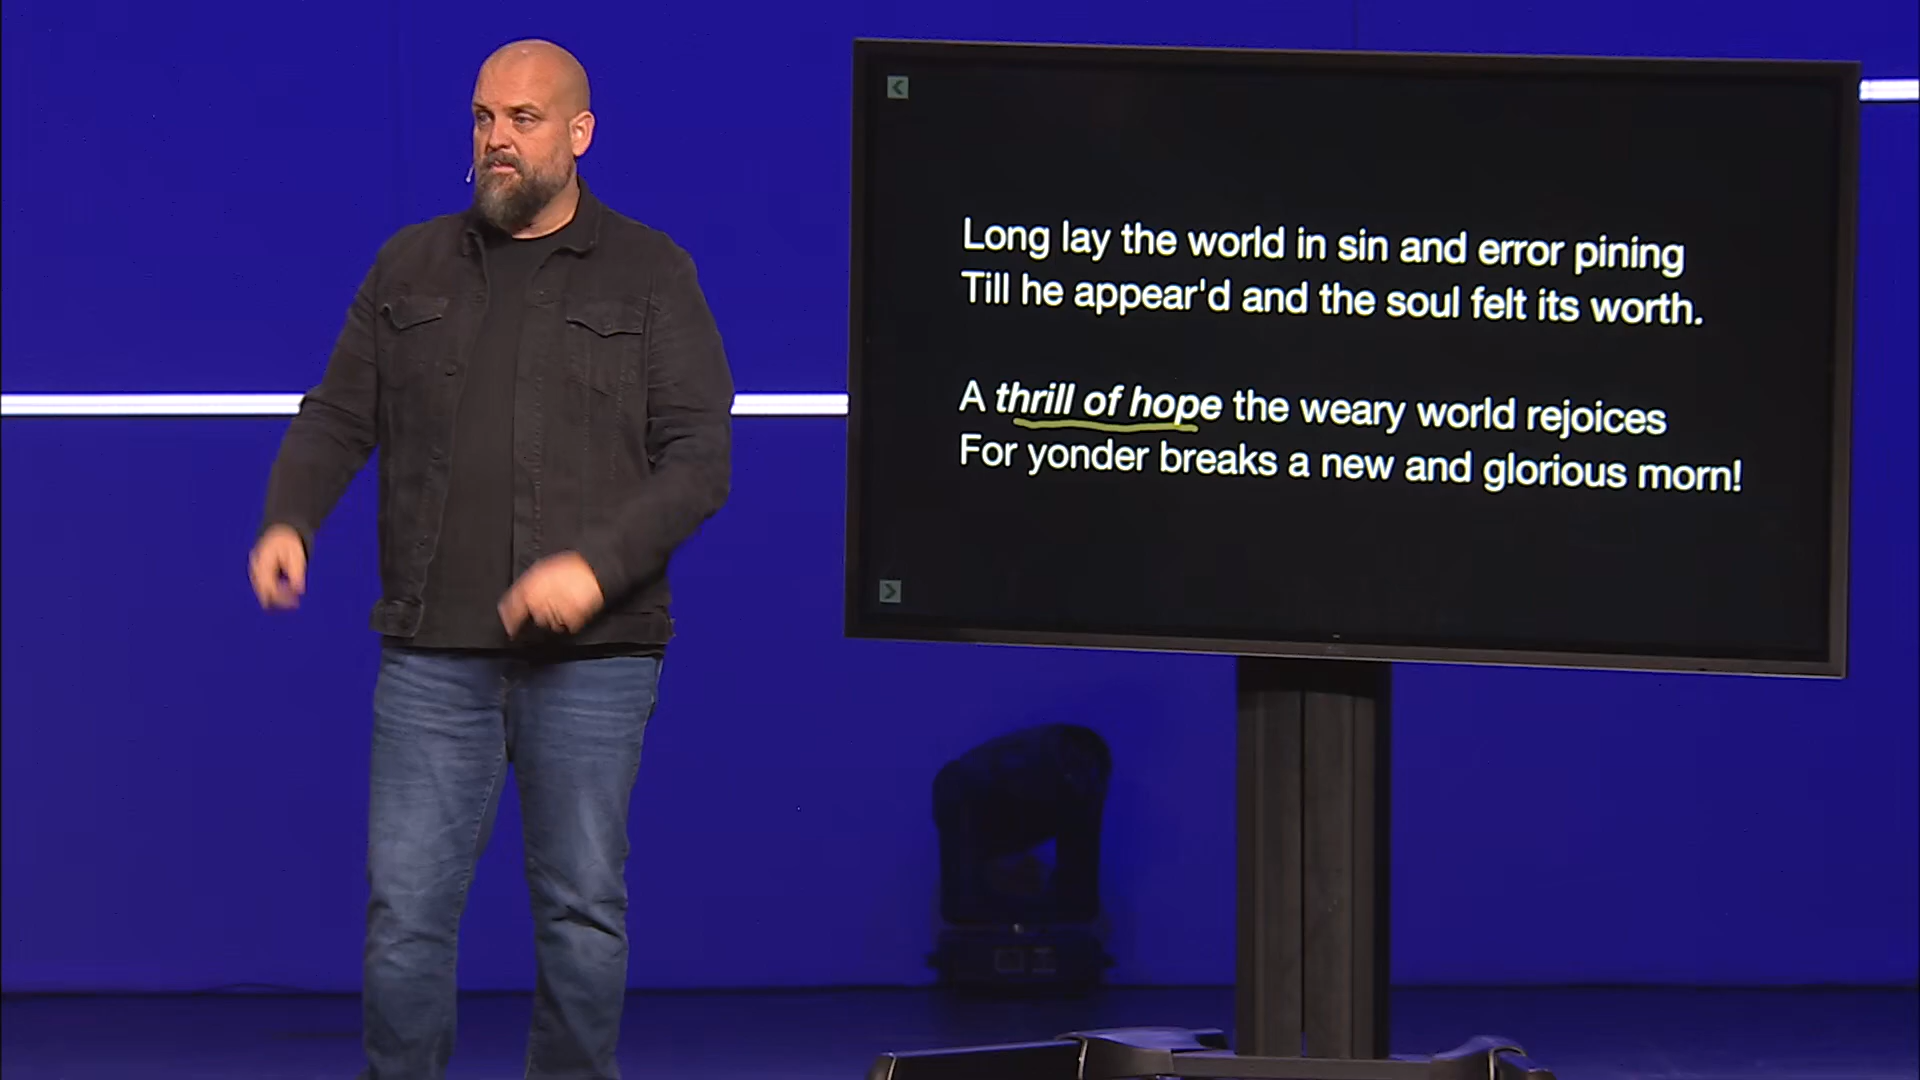 Long lay the world in sin and error pining
Till he appear'd and the soul felt its worth.
A thrill of hope the weary world rejoices
For yonder breaks a new and glorious morn!